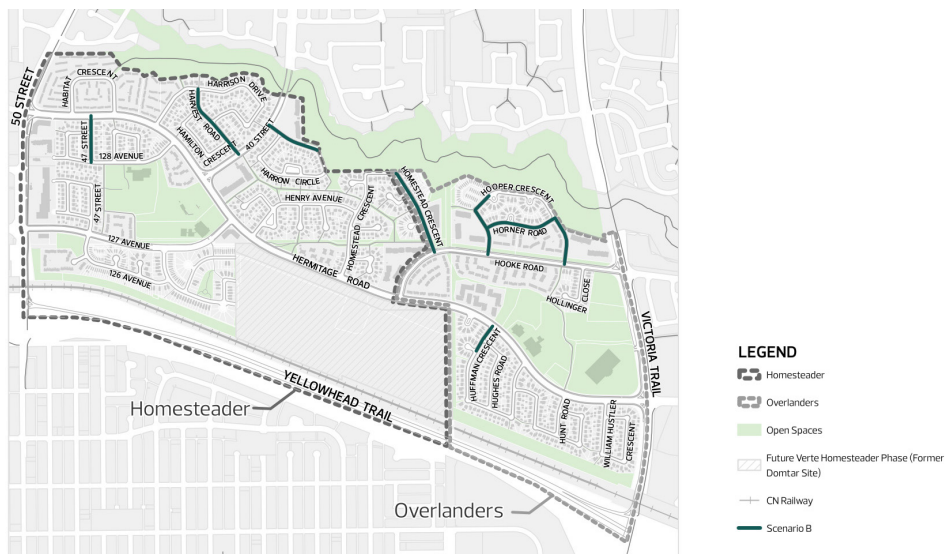 50 STREET
HABITAT
CRESCENT
HARRISON DRIVE
HARVEST ROAD
HAMILTON
CRESCENT
40 STREET
47 STREET
128 AVENUE
HARROW CIRCLE
HENRY AVENUE
47 STREET
HOMESTEAD CRESCENT
HOMESTEAD CRESCENT
HOOPER CRESCENT
HORNER ROAD
127 AVENUE
HERMITAGE
ROAD
HOOKE ROAD
126 AVENUE
HOLLINGER
CLOSE
VICTORIA TRAIL
HUFFMAN CRESCENT
HUGHES ROAD
HUNT ROAD
WILLIAM HUSTLER
CRESCENT
YELLOWHEAD TRAIL
Homesteader
Overlanders
LEGEND
Homesteader
Overlanders
Open Spaces
Future Verte Homesteader Phase (Former
Domtar Site)
CN Railway
Scenario B